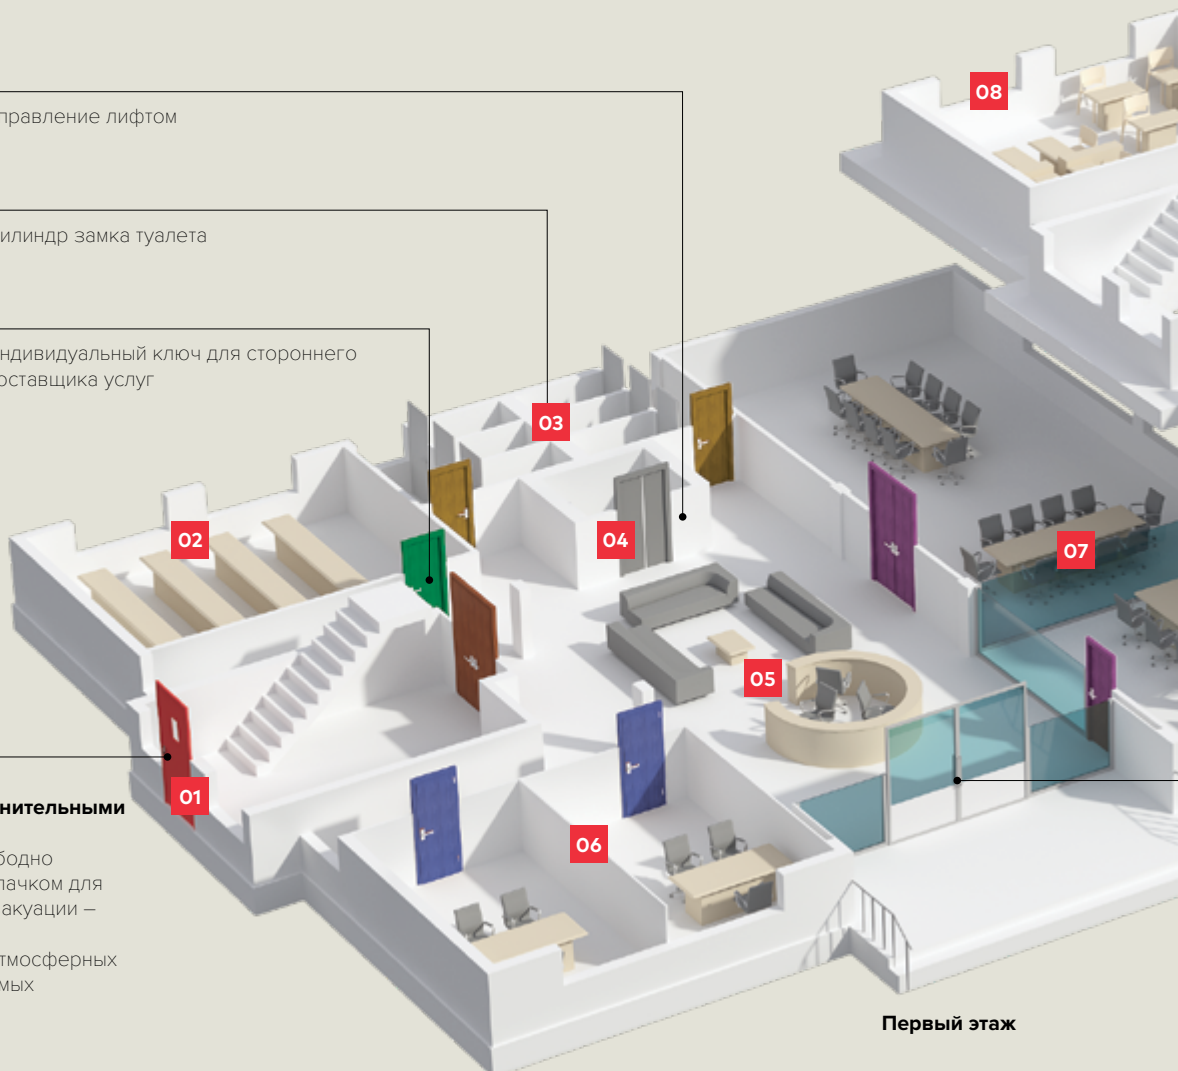 правление лифтом
илиндр замка туалета
ндивидуальный ключ для стороннего
оставщика услуг
нительными
бодно
пачком для
акуации –
тмосферных
мых
01
02
03
04
05
06
07
08
Первый этаж